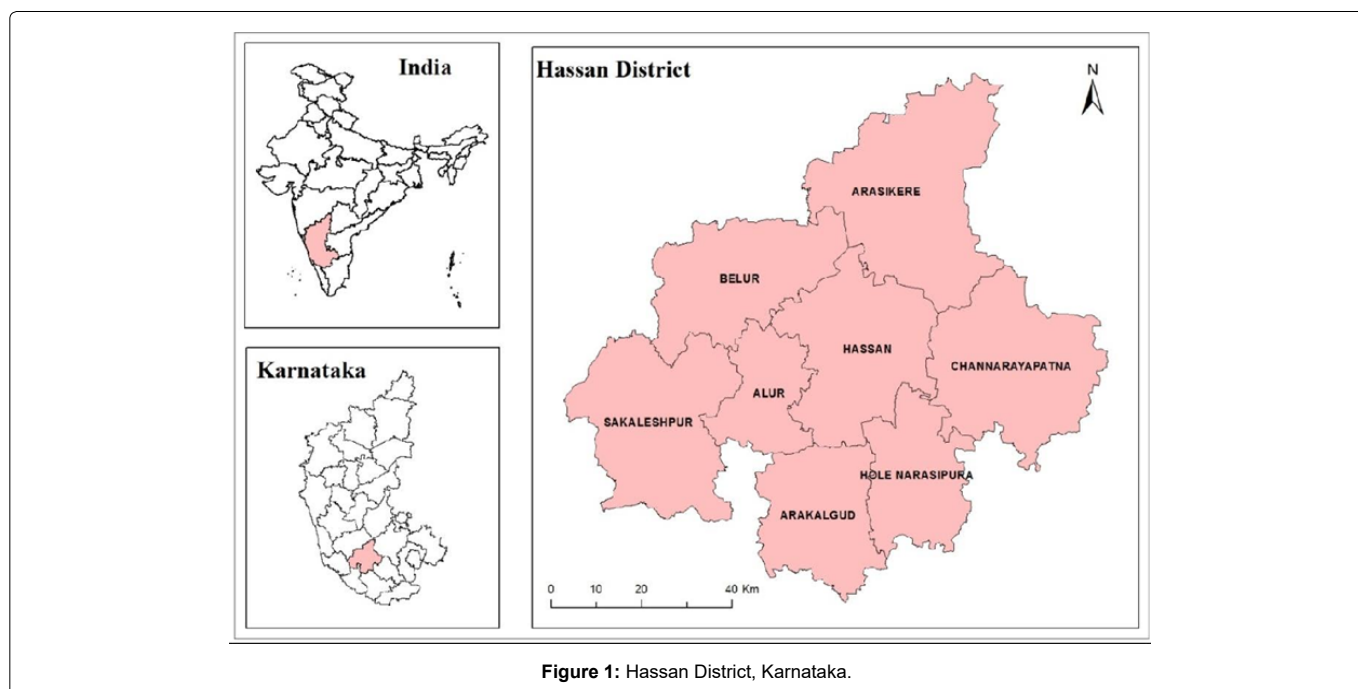 India
Karnataka
Hassan District
N
ARASIKERE
BELUR
HASSAN
CHANNARAYAPATNA
ALUR
SAKALESHPUR
HOLE NARASIPURA
ARAKALGUD
0 10 20 40 Km
Figure 1: Hassan District, Karnataka.